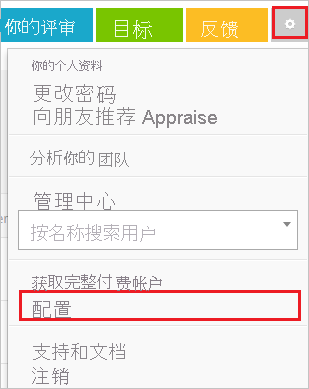 你的评审 目标 反馈
你的个人资料
更改密码
向朋友推荐 Appraise
分析你的团队
管理中心
按名称搜索用户
获取完整付费帐户
配置
支持和文档
注销